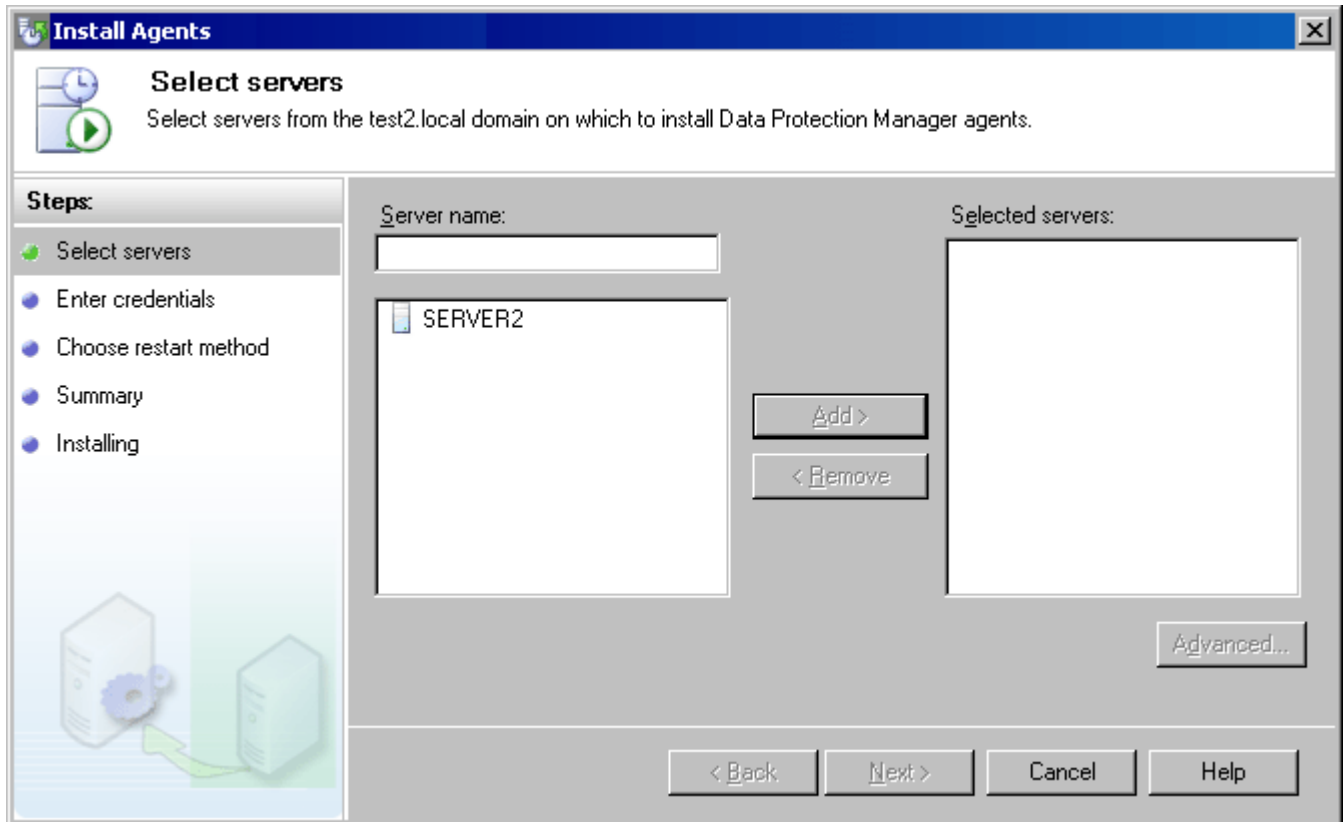 Install Agents
Select servers
Select servers from the test2.local domain on which to install Data Protection Manager agents.
Steps:
Select servers
Enter credentials
Choose restart method
Summary
Installing
Server name:
SERVER2
Add >
< Remove
Selected servers:
Advanced...
< Back
Next >
Cancel
Help